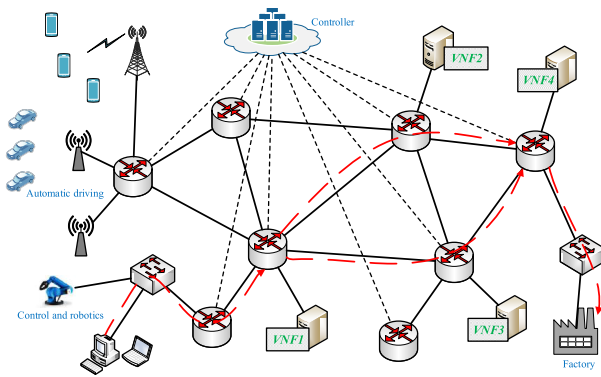 Controller
VNF2
VNF4
Automatic driving
Control and robotics
VNF1
VNF3
Factory